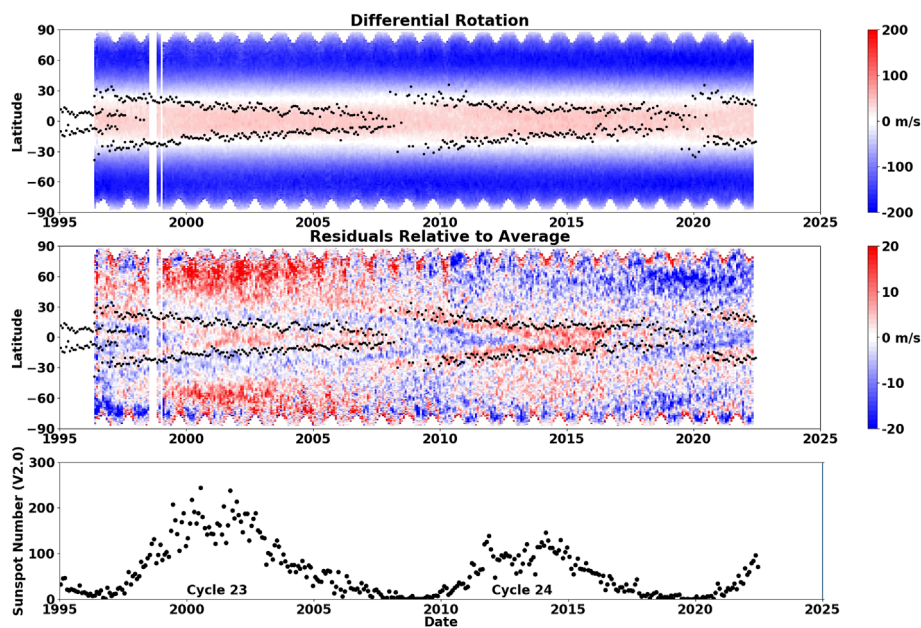 Differential Rotation
90
60
30
0
−30
−60
−90
Latitude
1995 2000 2005 2010 2015 2020 2025
200
100
0 m/s
-100
-200
Residuals Relative to Average
90
60
30
0
−30
−60
−90
Latitude
1995 2000 2005 2010 2015 2020 2025
20
10
0 m/s
-10
-20
300
200
100
0
Sunspot Number (V2.0)
Cycle 23 Cycle 24
1995 2000 2005 2010 2015 2020 2025
Date